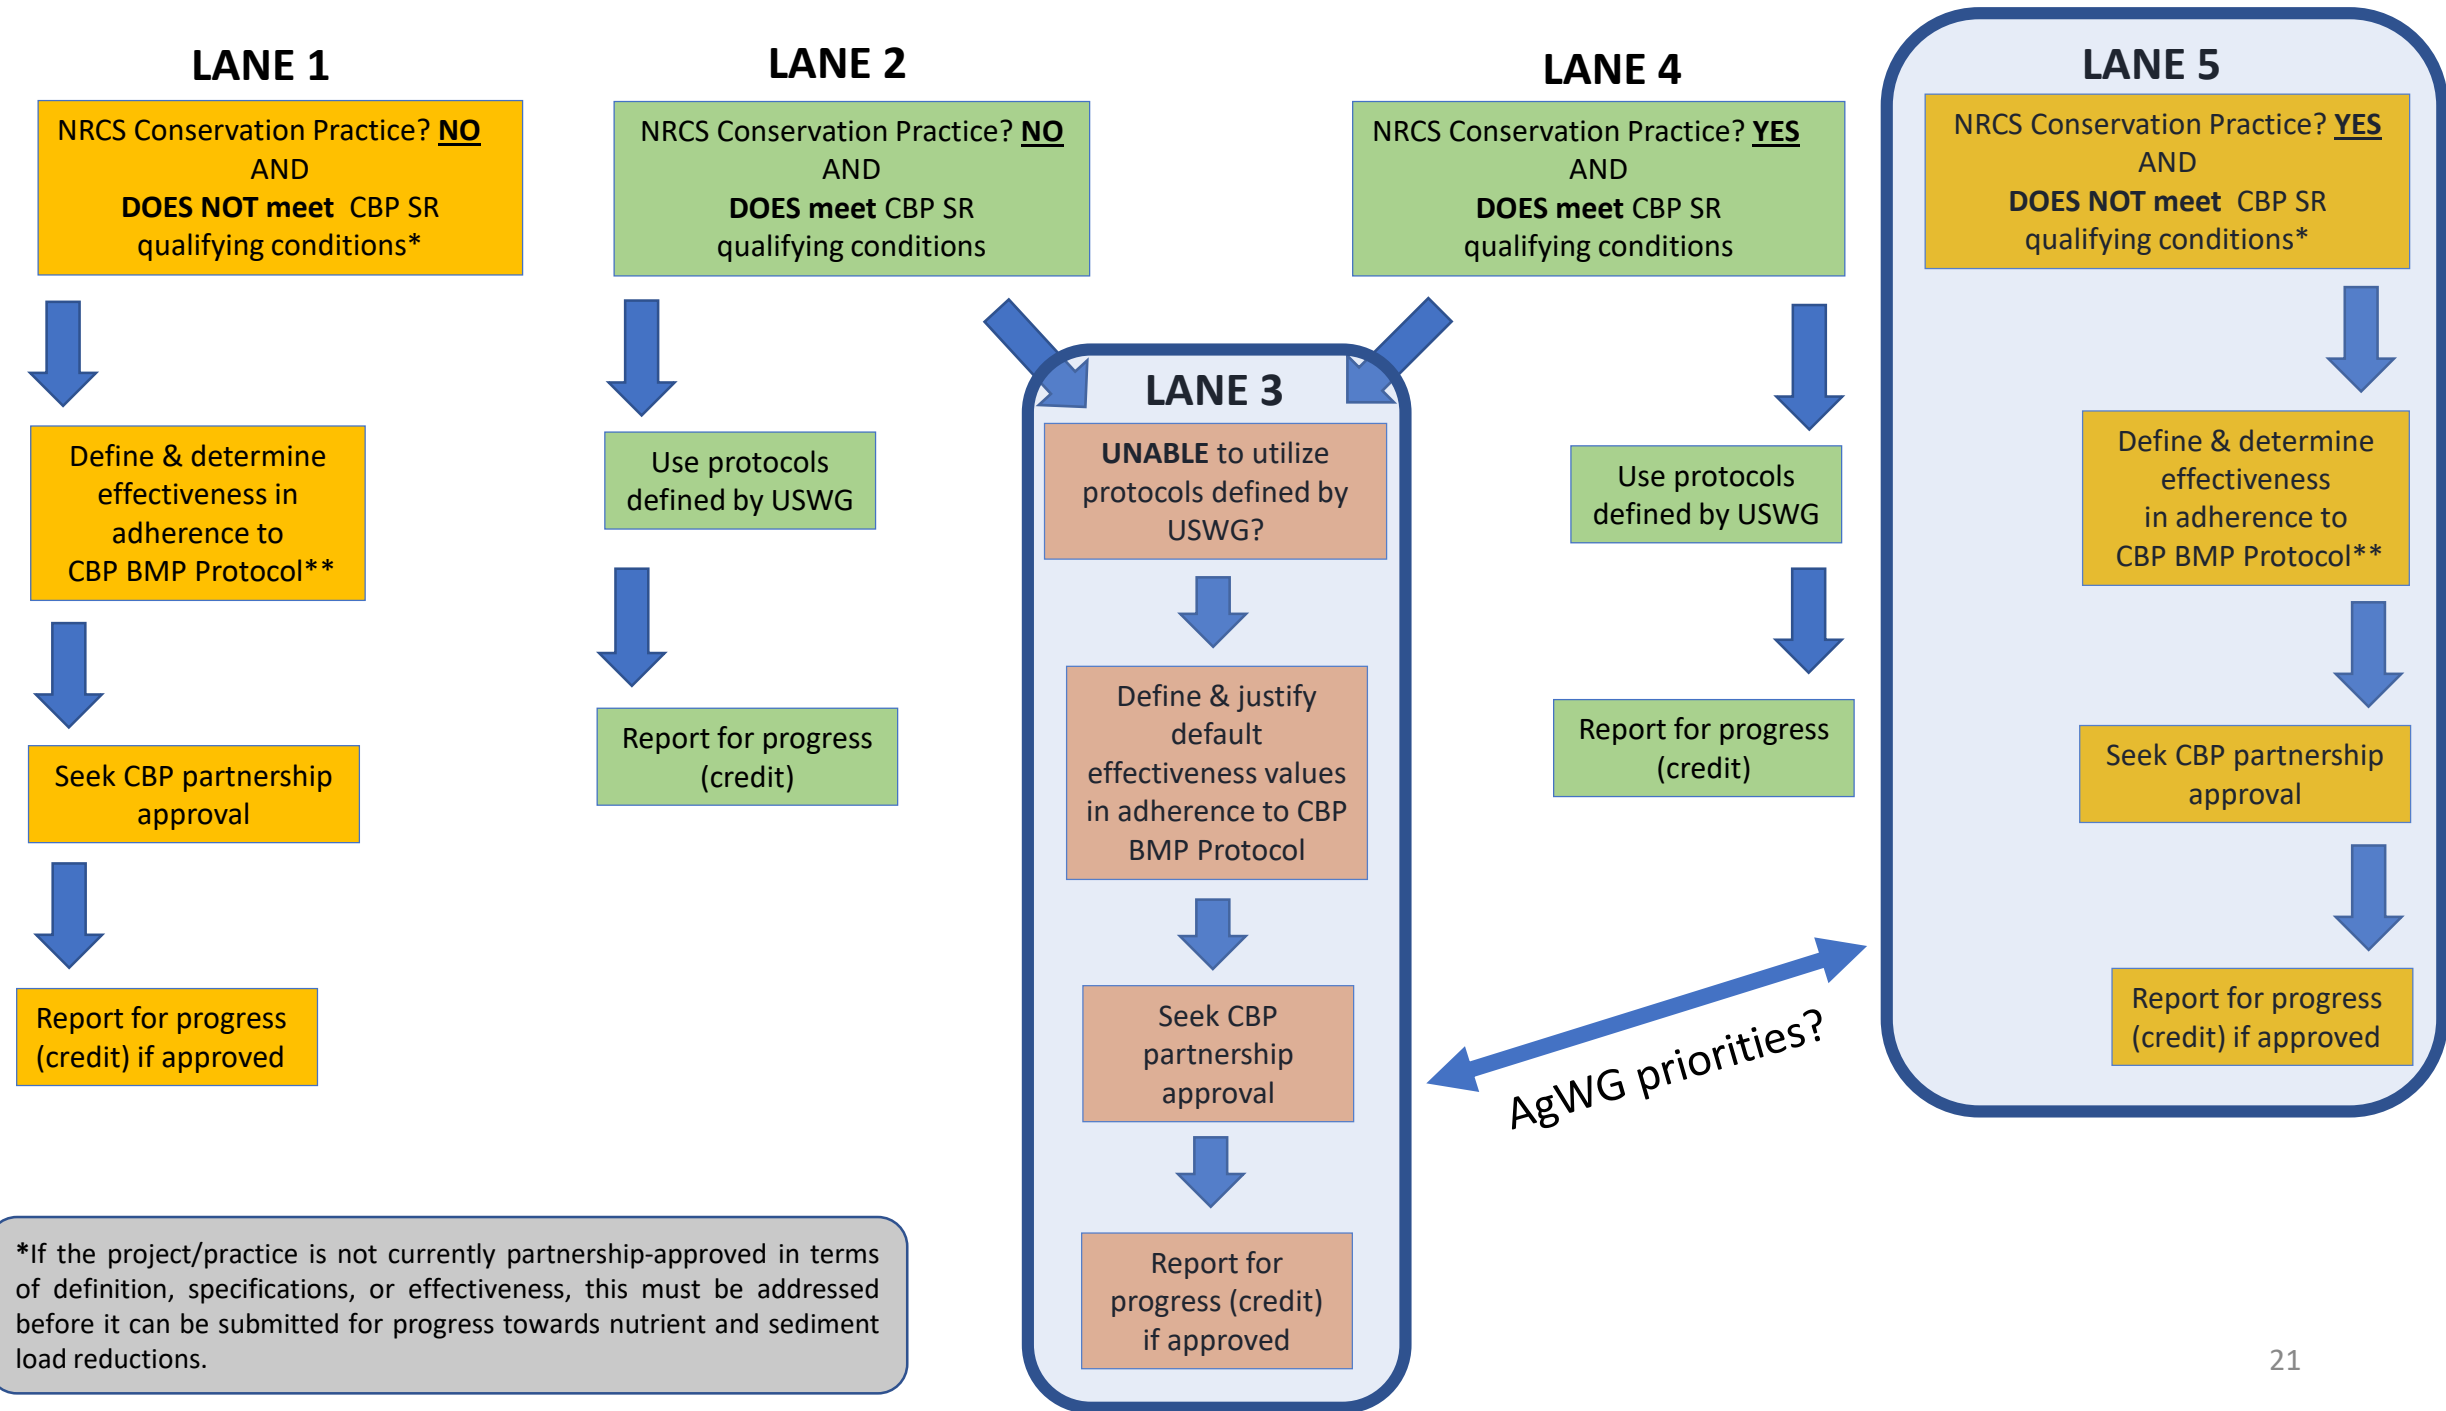 LANE 1
NRCS Conservation Practice? NO
AND
DOES NOT meet CBP SR
qualifying conditions*
Define & determine
effectiveness in
adherence to
CBP BMP Protocol**
Seek CBP partnership
approval
Report for progress
(credit) if approved
LANE 2
NRCS Conservation Practice? NO
AND
DOES meet CBP SR
qualifying conditions
Use protocols
defined by USWG
Report for progress
(credit)
LANE 3
UNABLE to utilize
protocols defined by
USWG?
Define & justify
default
effectiveness values
in adherence to CBP
BMP Protocol
Seek CBP
partnership
approval
Report for
progress (credit)
if approved
LANE 4
NRCS Conservation Practice? YES
AND
DOES meet CBP SR
qualifying conditions
Use protocols
defined by USWG
Report for progress
(credit)
AgWG priorities?
LANE 5
NRCS Conservation Practice? YES
AND
DOES NOT meet CBP SR
qualifying conditions*
Define & determine
effectiveness
in adherence to
CBP BMP Protocol**
Seek CBP partnership
approval
Report for progress
(credit) if approved
*If the project/practice is not currently partnership-approved in terms
of definition, specifications, or effectiveness, this must be addressed
before it can be submitted for progress towards nutrient and sediment
load reductions.
21